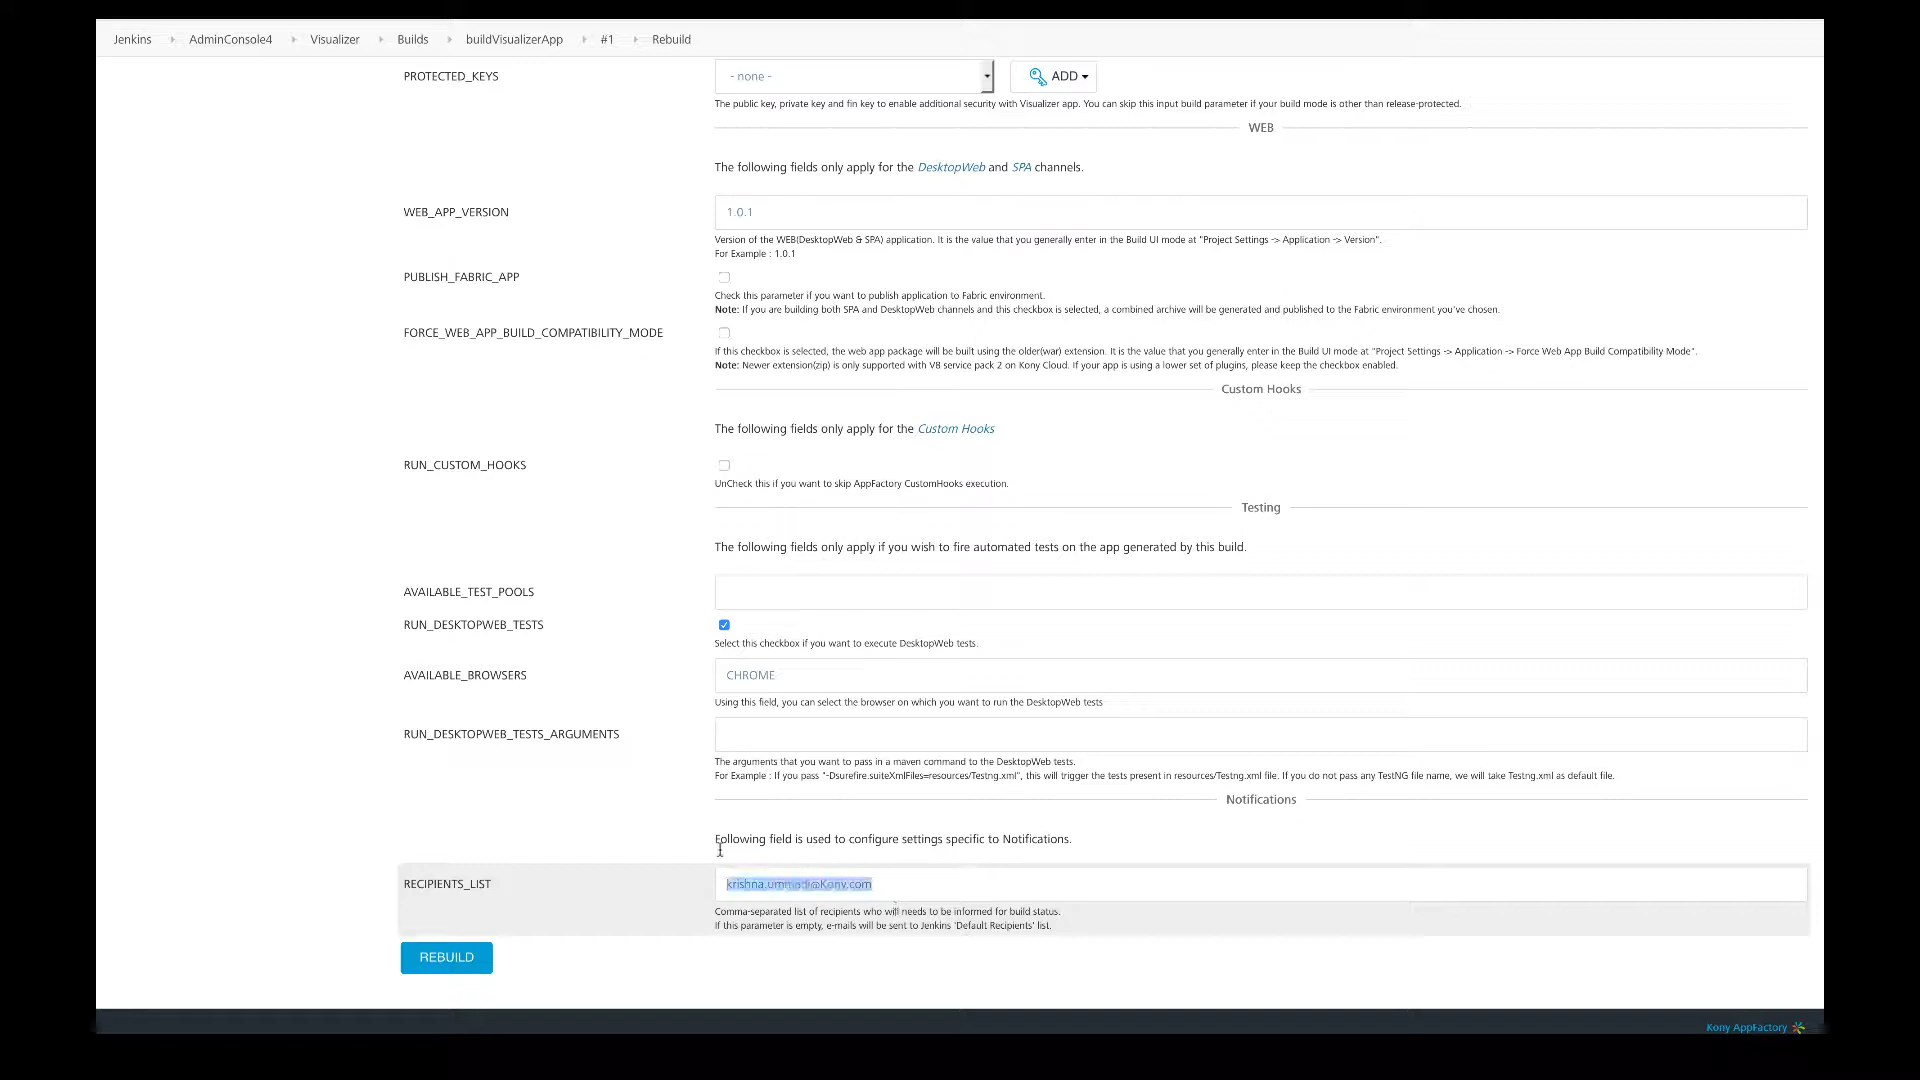 Jenkins AdminConsole4 Visualizer Builds buildVisualizerApp #1 Rebuild
PROTECTED_KEYS
- none -
ADD
The public key, private key and fin key to enable additional security with Visualizer app. You can skip this input build parameter if your build mode is other than release-protected.
WEB
The following fields only apply for the DesktopWeb and SPA channels.
WEB_APP_VERSION
1.0.1
Version of the WEB(DesktopWeb & SPA) application. It is the value that you generally enter in the Build UI mode at "Project Settings -> Application -> Version".
For Example : 1.0.1
PUBLISH_FABRIC_APP
Check this parameter if you want to publish application to Fabric environment.
Note: If you are building both SPA and DesktopWeb channels and this checkbox is selected, a combined archive will be generated and published to the Fabric environment you've chosen.
FORCE_WEB_APP_BUILD_COMPATIBILITY_MODE
If this checkbox is selected, the web app package will be built using the older(war) extension. It is the value that you generally enter in the Build UI mode at "Project Settings -> Application -> Force Web App Build Compatibility Mode".
Note: Newer extension(zip) is only supported with V8 service pack 2 on Kony Cloud. If your app is using a lower set of plugins, please keep the checkbox enabled.
Custom Hooks
The following fields only apply for the Custom Hooks
RUN_CUSTOM_HOOKS
UnCheck this if you want to skip AppFactory CustomHooks execution.
Testing
The following fields only apply if you wish to fire automated tests on the app generated by this build.
AVAILABLE_TEST_POOLS
RUN_DESKTOPWEB_TESTS
Select this checkbox if you want to execute DesktopWeb tests.
AVAILABLE_BROWSERS
CHROME
Using this field, you can select the browser on which you want to run the DesktopWeb tests
RUN_DESKTOPWEB_TESTS_ARGUMENTS
The arguments that you want to pass in a maven command to the DesktopWeb tests.
For Example : If you pass "-Dsurefire.suiteXmlFiles=resources/Testng.xml", this will trigger the tests present in resources/Testng.xml file. If you do not pass any TestNG file name, we will take Testng.xml as default file.
Notifications
Following field is used to configure settings specific to Notifications.
RECIPIENTS_LIST
krishna.ummadi@Kony.com
Comma-separated list of recipients who will needs to be informed for build status.
If this parameter is empty, e-mails will be sent to Jenkins 'Default Recipients' list.
REBUILD
Kony AppFactory